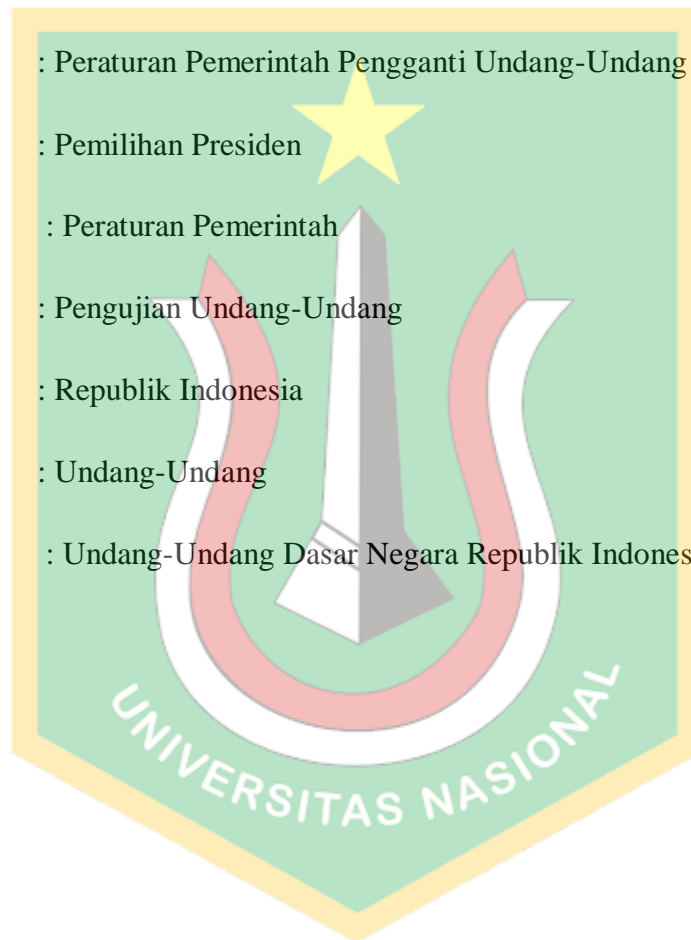 : Peraturan Pemerintah Pengganti Undang-Undang
: Pemilihan Presiden
: Peraturan Pemerintah
: Pengujian Undang-Undang
: Republik Indonesia
: Undang-Undang
: Undang-Undang Dasar Negara Republik Indones
UNIVERSITAS NASIONAL